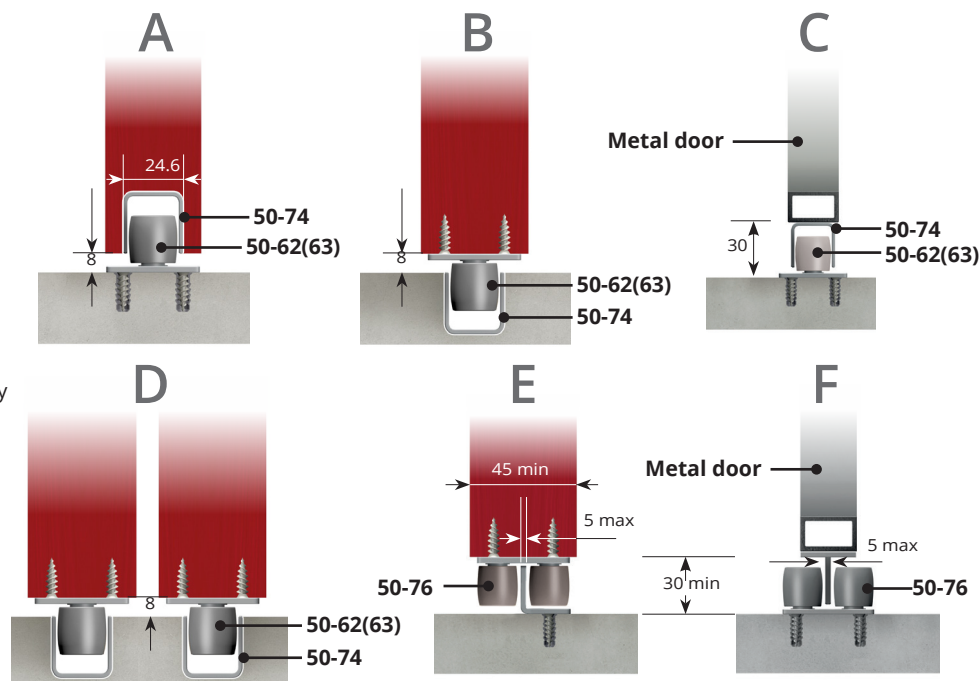 A
24.6
50-74
50-62(63)
8
B
8
50-62(63)
50-74
C
Metal door
50-74
50-62(63)
30
y
D
8
50-62(63)
50-74
E
45 min
5 max
50-76
30 min
F
Metal door
5 max
50-76